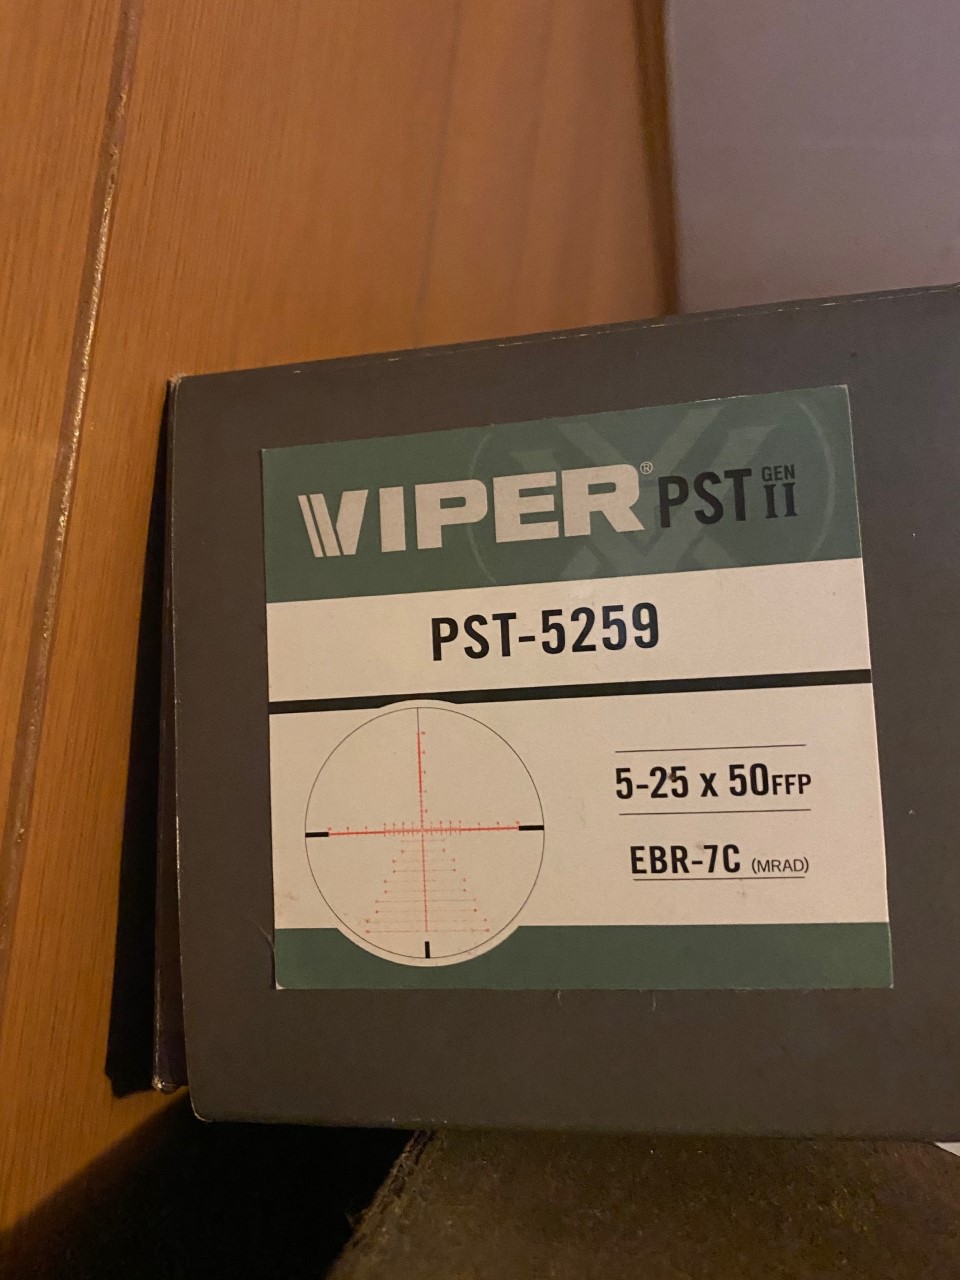 VIPER® PST GEN II
PST-5259
5-25 x 50FFP
EBR-7C (MRAD)